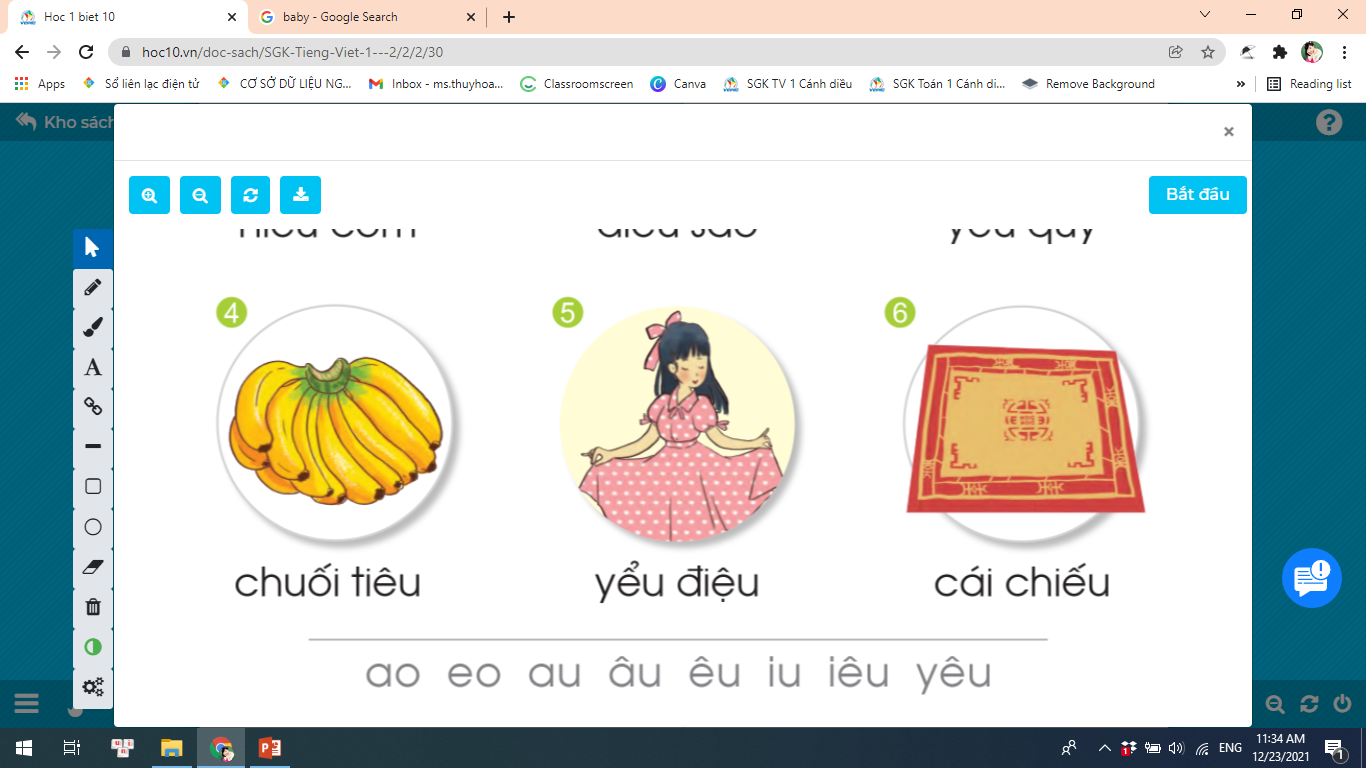 Hoc 1 biet 10
baby - Google Search
hoc10.vn/doc-sach/SGK-Tieng-Viet-1---2/2/2/30
Apps Sổ liên lạc điện tử CƠ SỞ DỮ LIỆU NG... Inbox - ms.thuyhoa... Classroomscreen Canva SGK TV 1 Cánh diều SGK Toán 1 Cánh di... Remove Background » Reading list
Kho sách
Bắt đầu
4 5 6
chuối tiêu yểu điệu cái chiếu
ao eo au âu êu iu iêu yêu
ENG 11:34 AM
12/23/2021